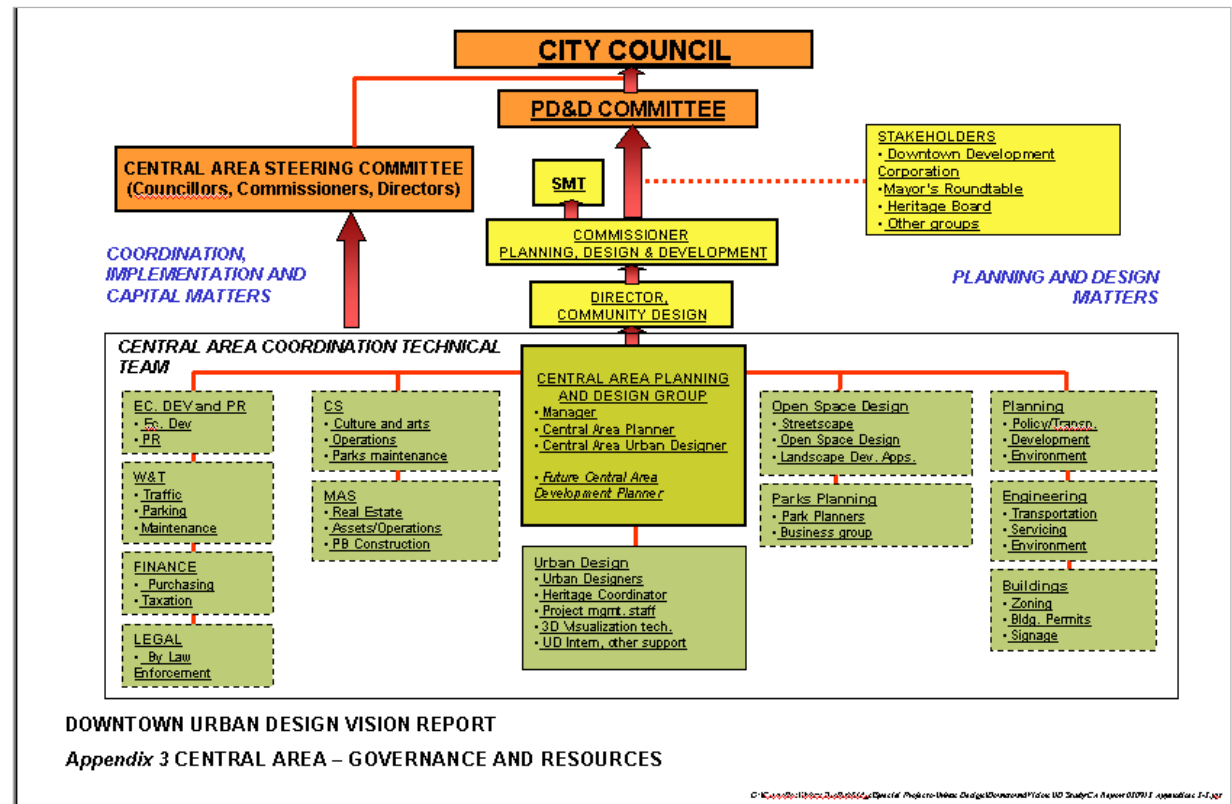 CITY COUNCIL
PD&D COMMITTEE
CENTRAL AREA STEERING COMMITTEE
(Councillors, Commissioners, Directors)
SMT
STAKEHOLDERS
• Downtown Development
Corporation
• Mayor's Roundtable
• Heritage Board
• Other groups
COMMISSIONER
PLANNING, DESIGN & DEVELOPMENT
COORDINATION,
IMPLEMENTATION AND
CAPITAL MATTERS
PLANNING AND DESIGN
MATTERS
DIRECTOR,
COMMUNITY DESIGN
CENTRAL AREA COORDINATION TECHNICAL
TEAM
EC. DEV and PR
• Ec. Dev
• PR
W&T
• Traffic
• Parking
• Maintenance
FINANCE
• Purchasing
• Taxation
LEGAL
• By Law
Enforcement
CS
• Culture and arts
• Operations
• Parks maintenance
MAS
• Real Estate
• Assets/Operations
• PB Construction
CENTRAL AREA PLANNING
AND DESIGN GROUP
• Manager
• Central Area Planner
• Central Area Urban Designer
• Future Central Area
Development Planner
Urban Design
• Urban Designers
• Heritage Coordinator
• Project mgmt. staff
• 3D Visualization tech.
• UD Intern, other support
Open Space Design
• Streetscape
• Open Space Design
• Landscape Dev. Apps.
Parks Planning
• Park Planners
• Business group
Planning
• Policy/Transp.
• Development
• Environment
Engineering
• Transportation
• Servicing
• Environment
Buildings
• Zoning
• Bldg. Permits
• Signage
DOWNTOWN URBAN DESIGN VISION REPORT
Appendix 3 CENTRAL AREA – GOVERNANCE AND RESOURCES